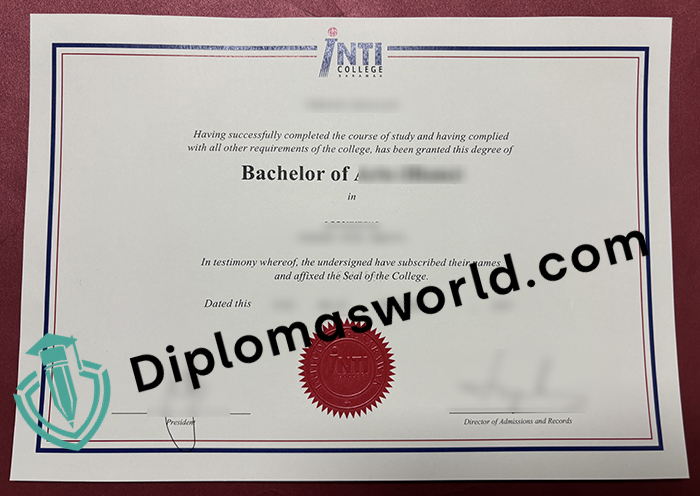 INTI
COLLEGE
SARAWAK
Having successfully completed the course of study and having complied
with all other requirements of the college, has been granted this degree of
Bachelor of
in
In testimony whereof, the undersigned have subscribed their names
and affixed the Seal of the College.
Dated this
Diplomasworld.com
INTI
President
Director of Admissions and Records